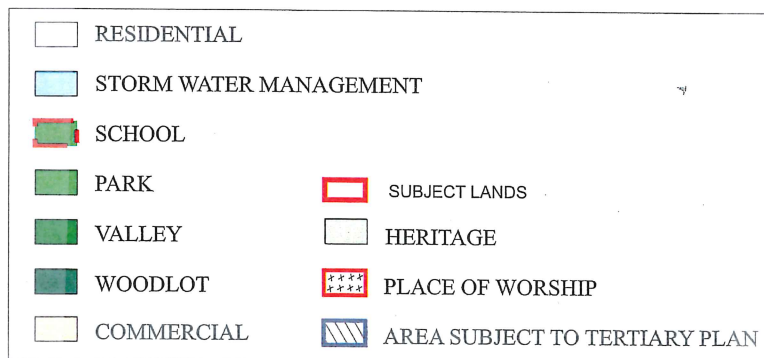 RESIDENTIAL
STORM WATER MANAGEMENT
SCHOOL
PARK
VALLEY
WOODLOT
COMMERCIAL
SUBJECT LANDS
HERITAGE
PLACE OF WORSHIP
AREA SUBJECT TO TERTIARY PLAN